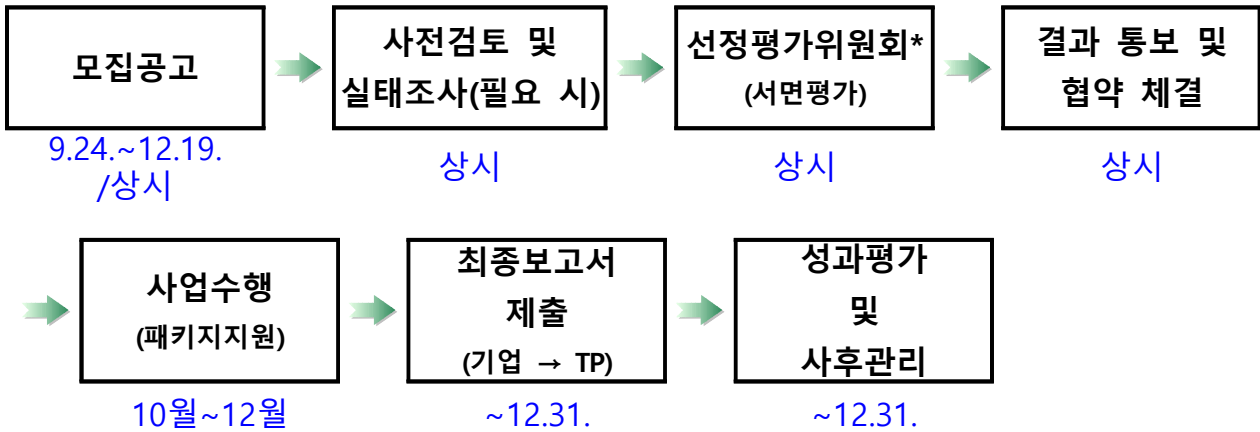 모집공고
사전검토 및
실태조사(필요 시)
선정평가위원회*
(서면평가)
결과 통보 및
협약 체결
9.24.~12.19.
/상시
상시
상시
상시
사업수행
(패키지지원)
최종보고서
제출
(기업 → TP)
성과평가
및
사후관리
10월~12월
~12.31.
~12.31.